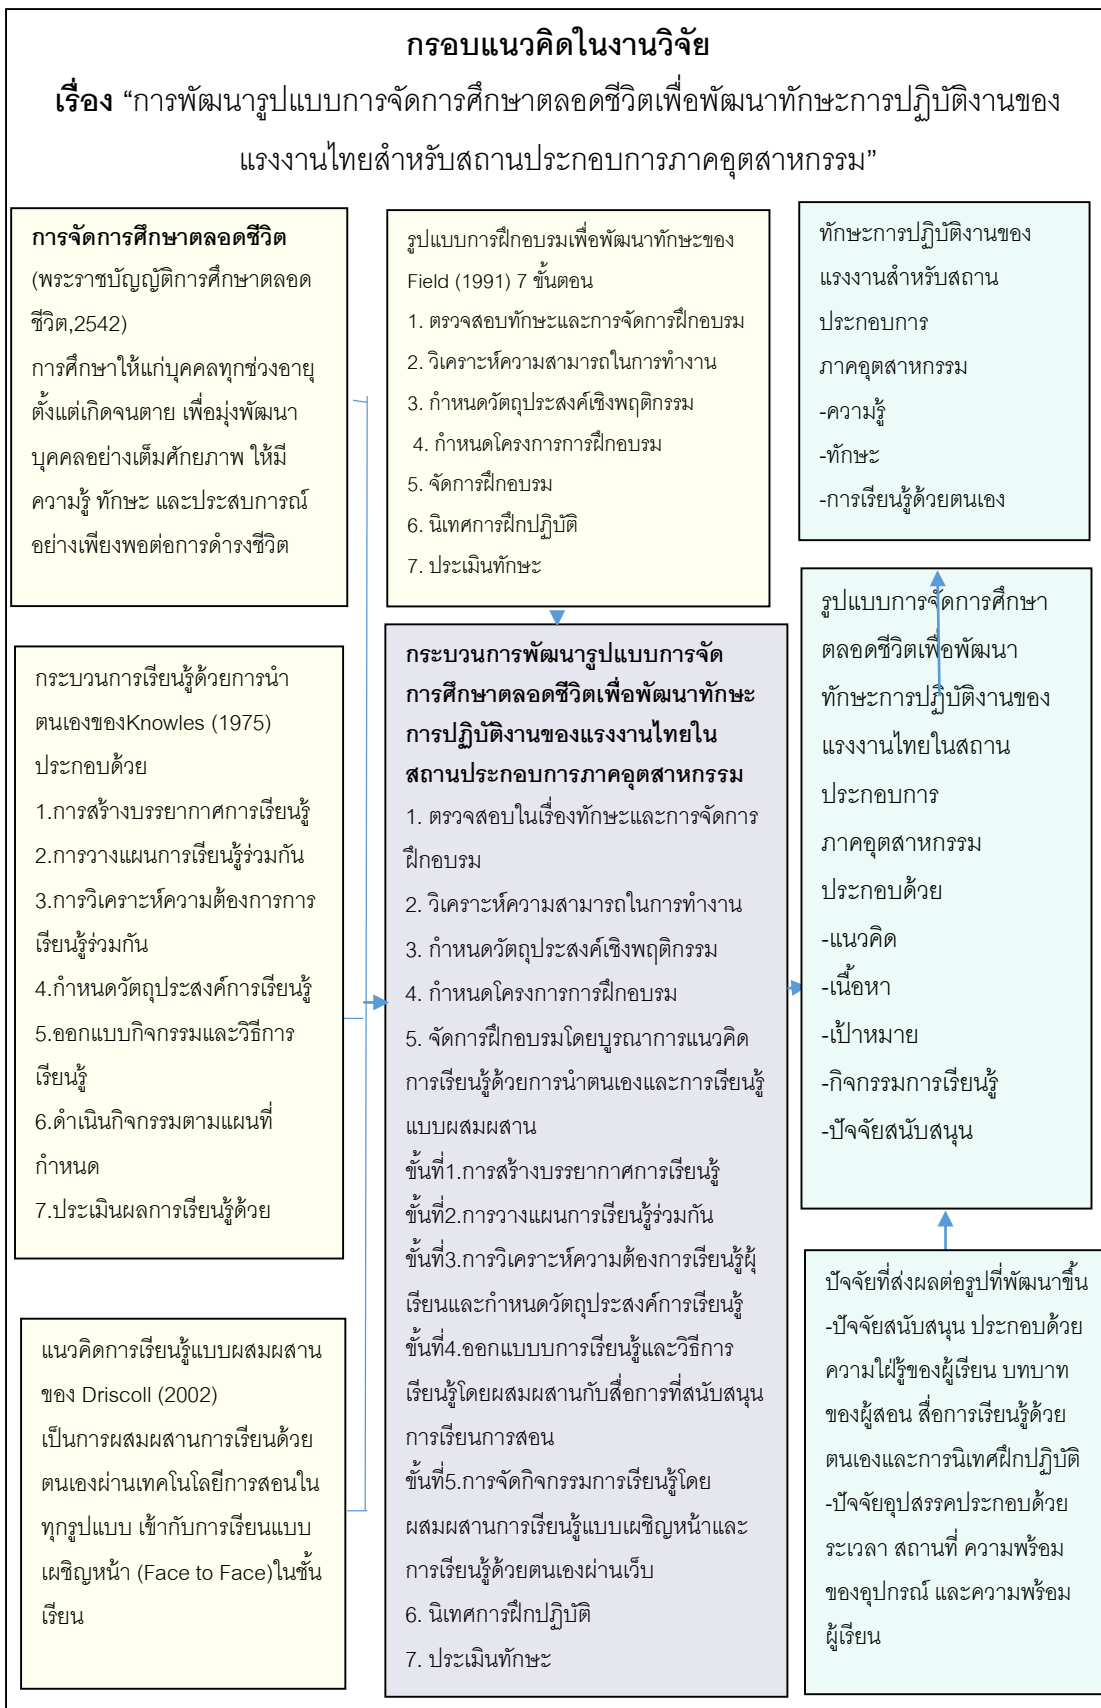 กรอบแนวคิดในงานวิจัย
เรื่อง “การพัฒนารูปแบบการจัดการศึกษาตลอดชีวิตเพื่อพัฒนาทักษะการปฏิบัติงานของ
แรงงานไทยสำหรับสถานประกอบการภาคอุตสาหกรรม”
การจัดการศึกษาตลอดชีวิต
(พระราชบัญญัติการศึกษาตลอด
ชีวิต,2542)
การศึกษาให้แก่บุคคลทุกช่วงอายุ
ตั้งแต่เกิดจนตาย เพื่อมุ่งพัฒนา
บุคคลอย่างเต็มศักยภาพ ให้มี
ความรู้ ทักษะ และประสบการณ์
อย่างเพียงพอต่อการดำรงชีวิต
กระบวนการเรียนรู้ด้วยการนำ
ตนเองของKnowles (1975)
ประกอบด้วย
1.การสร้างบรรยากาศการเรียนรู้
2.การวางแผนการเรียนรู้ร่วมกัน
3.การวิเคราะห์ความต้องการการ
เรียนรู้ร่วมกัน
4.กำหนดวัตถุประสงค์การเรียนรู้
5.ออกแบบกิจกรรมและวิธีการ
เรียนรู้
6.ดำเนินกิจกรรมตามแผนที่
กำหนด
7.ประเมินผลการเรียนรู้ด้วย
แนวคิดการเรียนรู้แบบผสมผสาน
ของ Driscoll (2002)
เป็นการผสมผสานการเรียนด้วย
ตนเองผ่านเทคโนโลยีการสอนใน
ทุกรูปแบบ เข้ากับการเรียนแบบ
เผชิญหน้า (Face to Face)ในชั้น
เรียน
รูปแบบการฝึกอบรมเพื่อพัฒนาทักษะของ
Field (1991) 7 ขั้นตอน
1. ตรวจสอบทักษะและการจัดการฝึกอบรม
2. วิเคราะห์ความสามารถในการทำงาน
3. กำหนดวัตถุประสงค์เชิงพฤติกรรม
4. กำหนดโครงการการฝึกอบรม
5. จัดการฝึกอบรม
6. นิเทศการฝึกปฏิบัติ
7. ประเมินทักษะ
กระบวนการพัฒนารูปแบบการจัด
การศึกษาตลอดชีวิตเพื่อพัฒนาทักษะ
การปฏิบัติงานของแรงงานไทยใน
สถานประกอบการภาคอุตสาหกรรม
1. ตรวจสอบในเรื่องทักษะและการจัดการ
ฝึกอบรม
2. วิเคราะห์ความสามารถในการทำงาน
3. กำหนดวัตถุประสงค์เชิงพฤติกรรม
4. กำหนดโครงการการฝึกอบรม
5. จัดการฝึกอบรมโดยบูรณาการแนวคิด
การเรียนรู้ด้วยการนำตนเองและการเรียนรู้
แบบผสมผสาน
ขั้นที่1.การสร้างบรรยากาศการเรียนรู้
ขั้นที่2.การวางแผนการเรียนรู้ร่วมกัน
ขั้นที่3.การวิเคราะห์ความต้องการเรียนรู้ผุ้
เรียนและกำหนดวัตถุประสงค์การเรียนรู้
ขั้นที่4.ออกแบบบการเรียนรู้และวิธีการ
เรียนรู้โดยผสมผสานกับสื่อการที่สนับสนุน
การเรียนการสอน
ขั้นที่5.การจัดกิจกรรมการเรียนรู้โดย
ผสมผสานการเรียนรู้แบบเผชิญหน้าและ
การเรียนรู้ด้วยตนเองผ่านเว็บ
6. นิเทศการฝึกปฏิบัติ
7. ประเมินทักษะ
ทักษะการปฏิบัติงานของ
แรงงานสำหรับสถาน
ประกอบการ
ภาคอุตสาหกรรม
-ความรู้
-ทักษะ
-การเรียนรู้ด้วยตนเอง
รูปแบบการจัดการศึกษา
ตลอดชีวิตเพื่อพัฒนา
ทักษะการปฏิบัติงานของ
แรงงานไทยในสถาน
ประกอบการ
ภาคอุตสาหกรรม
ประกอบด้วย
-แนวคิด
-เนื้อหา
-เป้าหมาย
-กิจกรรมการเรียนรู้
-ปัจจัยสนับสนุน
ปัจจัยที่ส่งผลต่อรูปที่พัฒนาขึ้น
-ปัจจัยสนับสนุน ประกอบด้วย
ความใฝ่รู้ของผู้เรียน บทบาท
ของผู้สอน สื่อการเรียนรู้ด้วย
ตนเองและการนิเทศฝึกปฏิบัติ
-ปัจจัยอุปสรรคประกอบด้วย
ระเวลา สถานที่ ความพร้อม
ของอุปกรณ์ และความพร้อม
ผู้เรียน